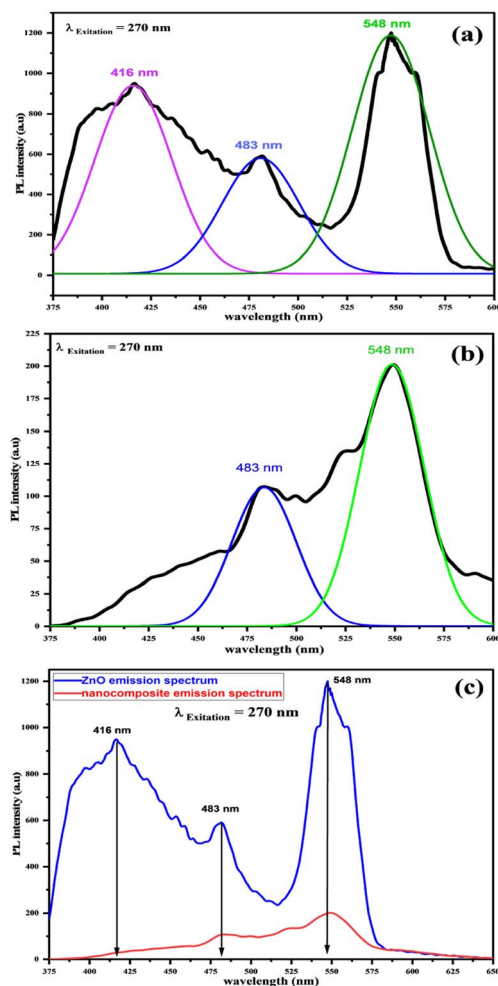 λ Exitation = 270 nm
548 nm
(a)
416 nm
483 nm
PL intensity (a.u)
1200
1000
800
600
400
200
0
375 400 425 450 475 500 525 550 575 600
wavelength (nm)
λ Exitation = 270 nm
548 nm
(b)
483 nm
PL intensity (a.u)
225
200
175
150
125
100
75
50
25
0
375 400 425 450 475 500 525 550 575 600
wavelength (nm)
ZnO emission spectrum
nanocomposite emission spectrum
548 nm
(c)
λ Exitation = 270 nm
416 nm
483 nm
PL intensity (a.u)
1200
1000
800
600
400
200
0
375 400 425 450 475 500 525 550 575 600 625 650
wavelength (nm)